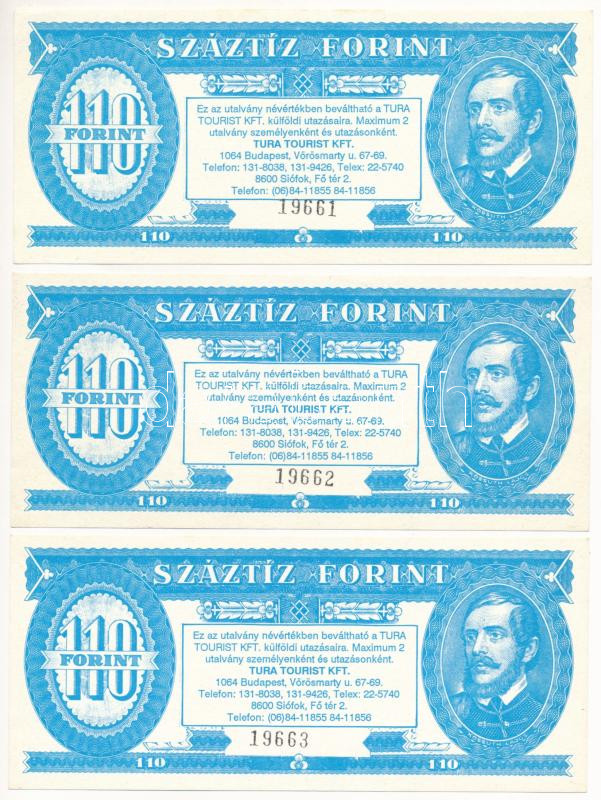 SZÁZTÍZ FORINT
110
FORINT
Ez az utalvány névértékben beváltható a TURA
TOURIST KFT. külföldi utazásaira. Maximum 2
utalvány személyenként és utazásonként.
TURA TOURIST KFT.
1064 Budapest, Vörösmarty u. 67-69.
Telefon: 131-8038, 131-9426, Telex: 22-5740
8600 Siófok, Fő tér 2.
Telefon: (06)84-11855 84-11856
19661
KOSSUTH LAJOS
110 110
SZÁZTÍZ FORINT
110
FORINT
Ez az utalvány névértékben beváltható a TURA
TOURIST KFT. külföldi utazásaira. Maximum 2
utalvány személyenként és utazásonként.
TURA TOURIST KFT.
1064 Budapest, Vörösmarty u. 67-69.
Telefon: 131-8038, 131-9426, Telex: 22-5740
8600 Siófok, Fő tér 2.
Telefon: (06)84-11855 84-11856
19662
KOSSUTH LAJOS
110 110
SZÁZTÍZ FORINT
110
FORINT
Ez az utalvány névértékben beváltható a TURA
TOURIST KFT. külföldi utazásaira. Maximum 2
utalvány személyenként és utazásonként.
TURA TOURIST KFT.
1064 Budapest, Vörösmarty u. 67-69.
Telefon: 131-8038, 131-9426, Telex: 22-5740
8600 Siófok, Fő tér 2.
Telefon: (06)84-11855 84-11856
19663
KOSSUTH LAJOS
110 110